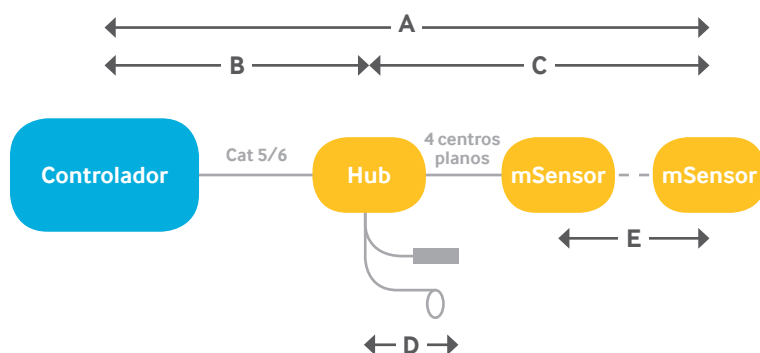 A
B
C
Controlador
Cat 5/6
Hub
4 centros
planos
mSensor
mSensor
E
D